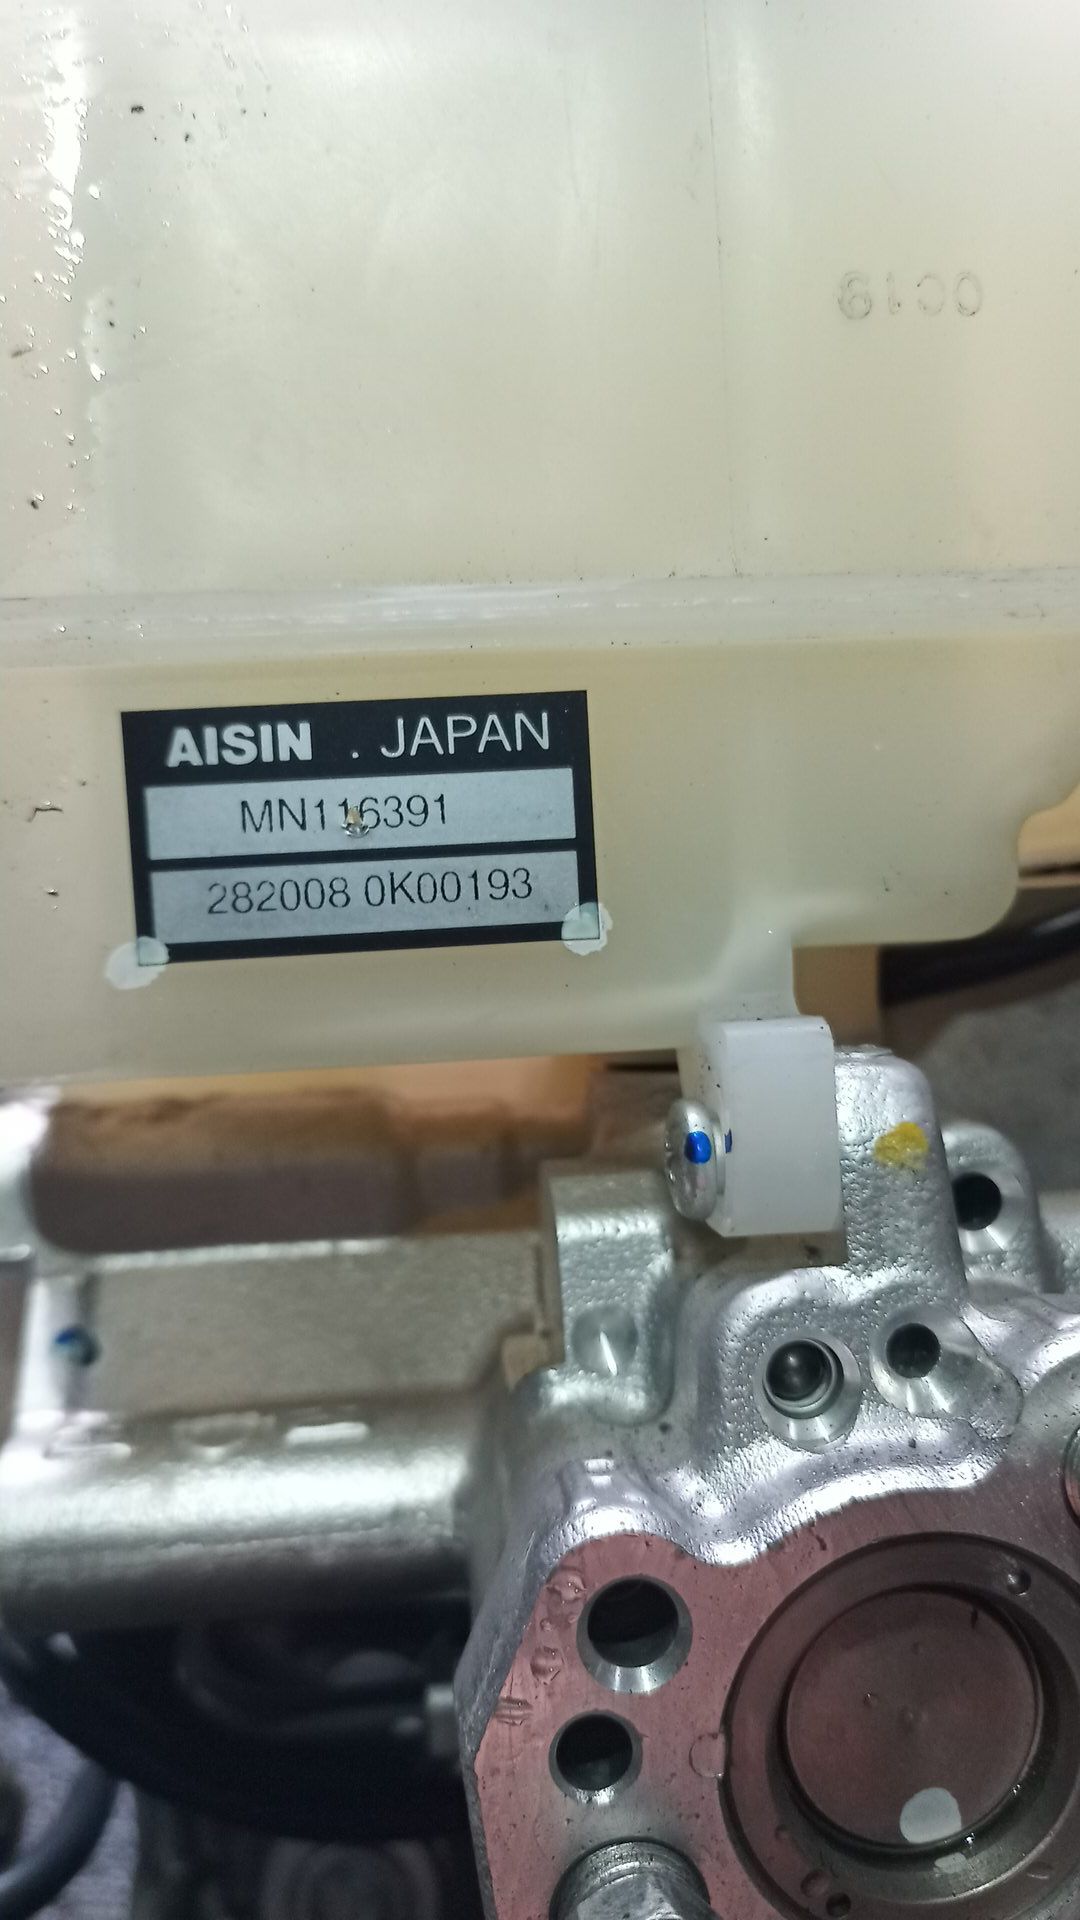 AISIN . JAPAN
MN116391
282008 0K00193